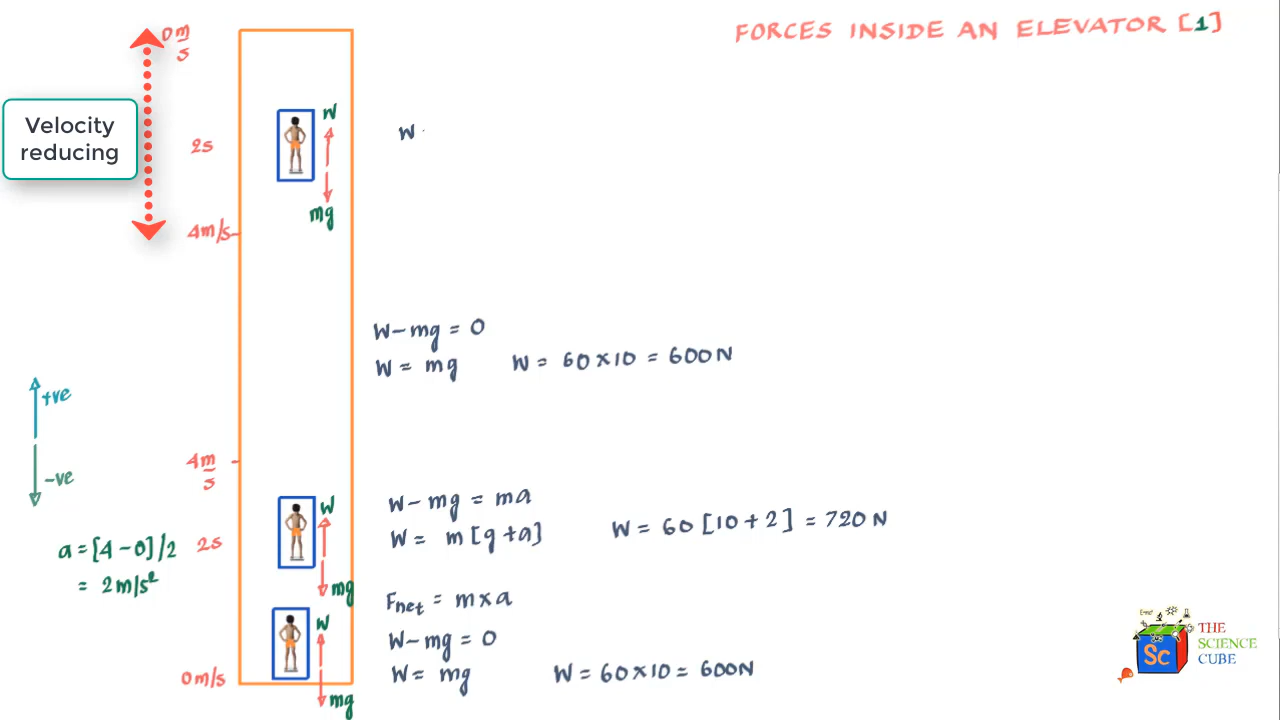 FORCES INSIDE AN ELEVATOR [1]
0 m/s
Velocity
reducing
W
2s
mg
W
4m/s
W - mg = 0
W = mg W = 60 × 10 = 600 N
+ve
-ve
4 m/s
W
W - mg = ma
W = m [g + a] W = 60 [10 + 2] = 720 N
a = [4 - 0]/2 2s
= 2 m/s²
mg
Fnet = m × a
W
W - mg = 0
W = mg W = 60 × 10 = 600 N
0 m/s
mg
Sc
THE
SCIENCE
CUBE